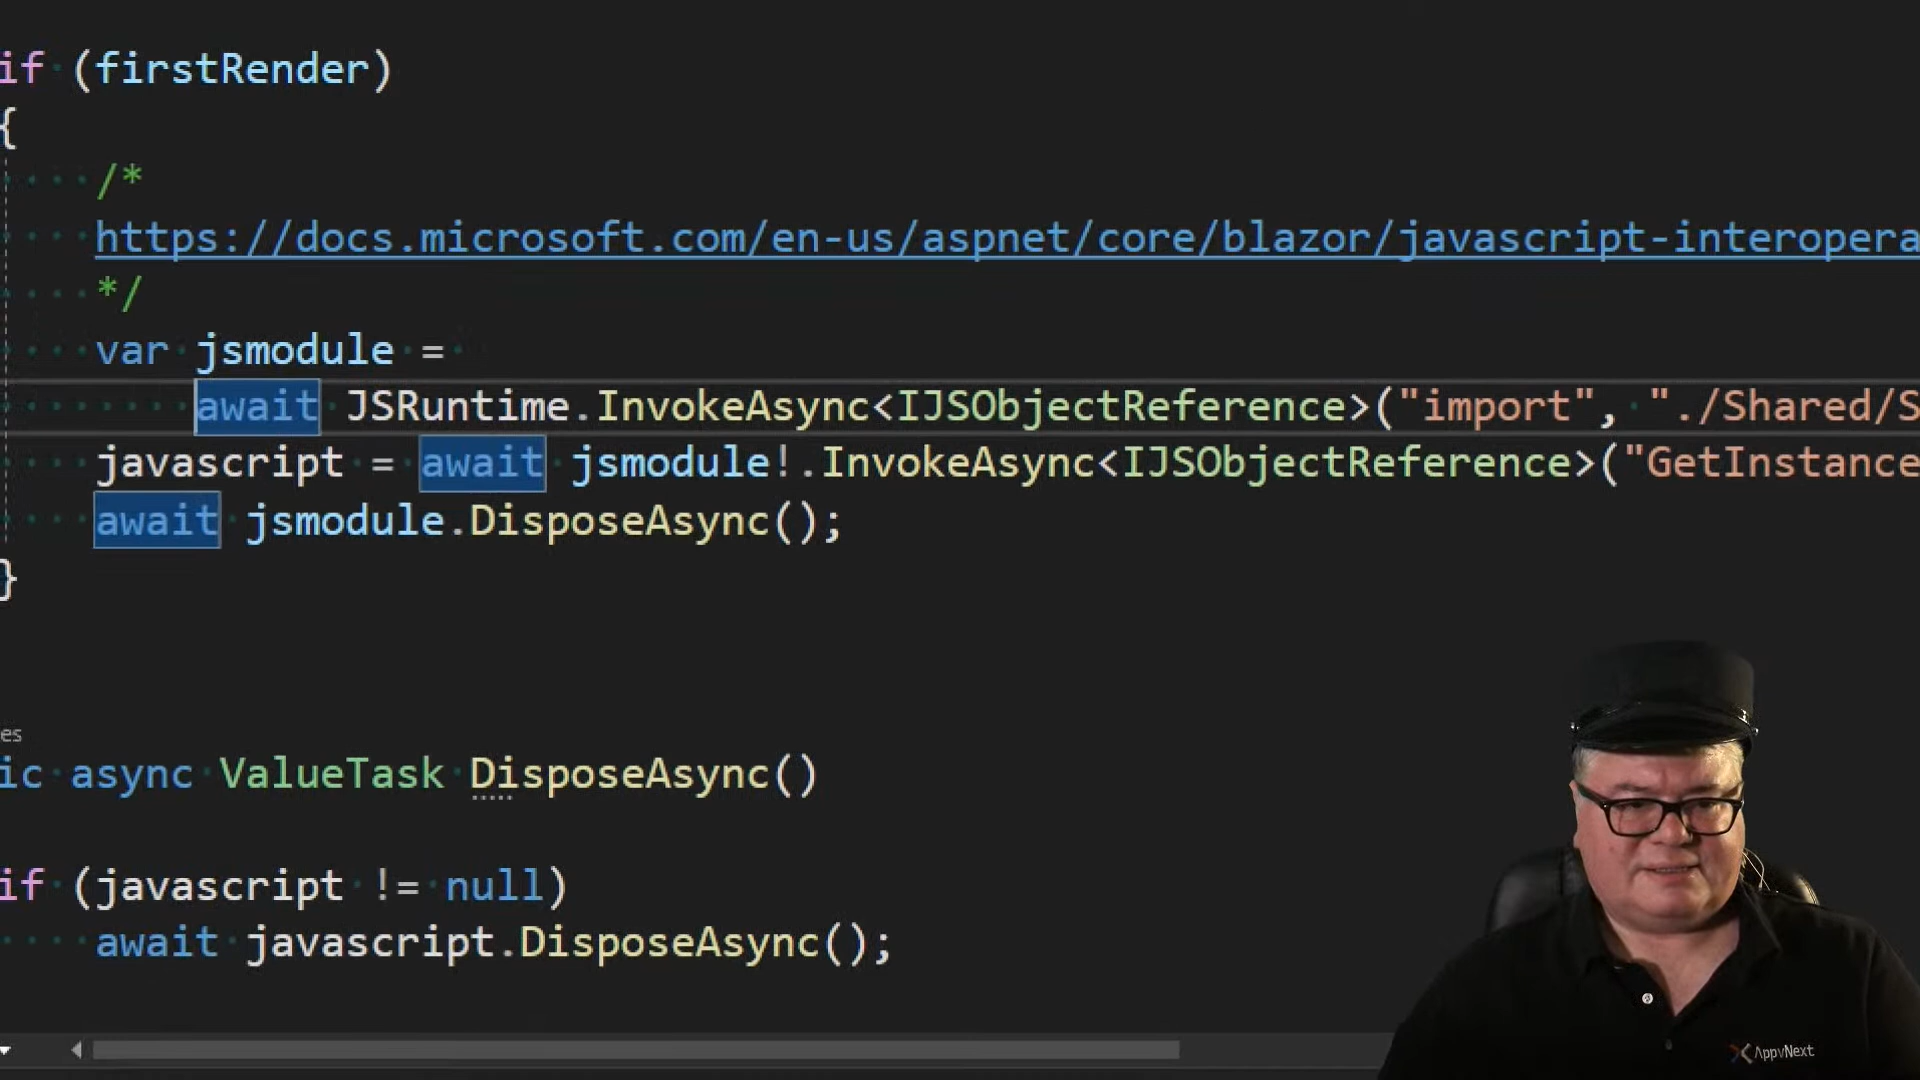 if (firstRender)
{
/*
https://docs.microsoft.com/en-us/aspnet/core/blazor/javascript-interopera
*/
var jsmodule =
await JSRuntime.InvokeAsync<IJSObjectReference>("import", "./Shared/S
javascript = await jsmodule!.InvokeAsync<IJSObjectReference>("GetInstance
await jsmodule.DisposeAsync();
}
es
ic async ValueTask DisposeAsync()
if (javascript != null)
await javascript.DisposeAsync();
AppvNext